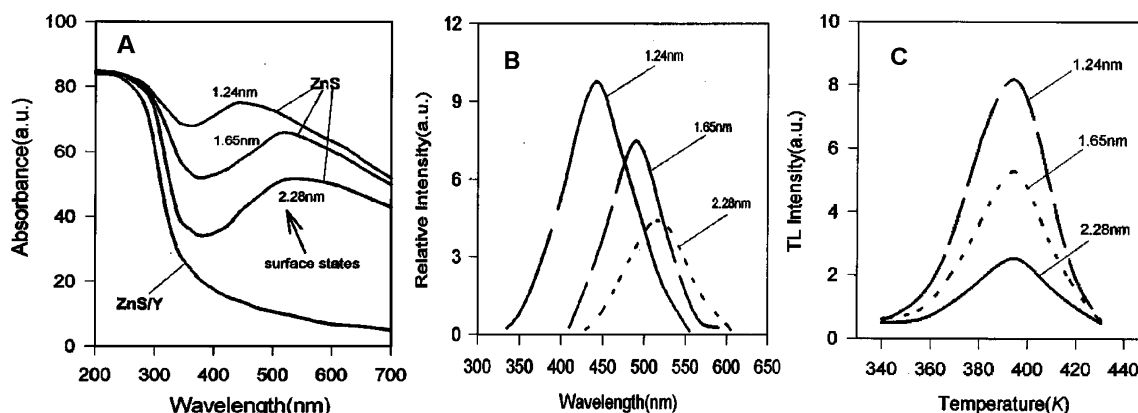 A
Absorbance(a.u.)
100
80
60
40
20
0
200 300 400 500 600 700
Wavelength(nm)
1.24nm
ZnS
1.65nm
2.28nm
surface states
ZnS/Y
B
Relative Intensity(a.u.)
12
9
6
3
0
300 350 400 450 500 550 600 650
Wavelength(nm)
1.24nm
1.65nm
2.28nm
C
TL Intensity(a.u.)
10
8
6
4
2
0
340 360 380 400 420 440
Temperature(K)
1.24nm
1.65nm
2.28nm